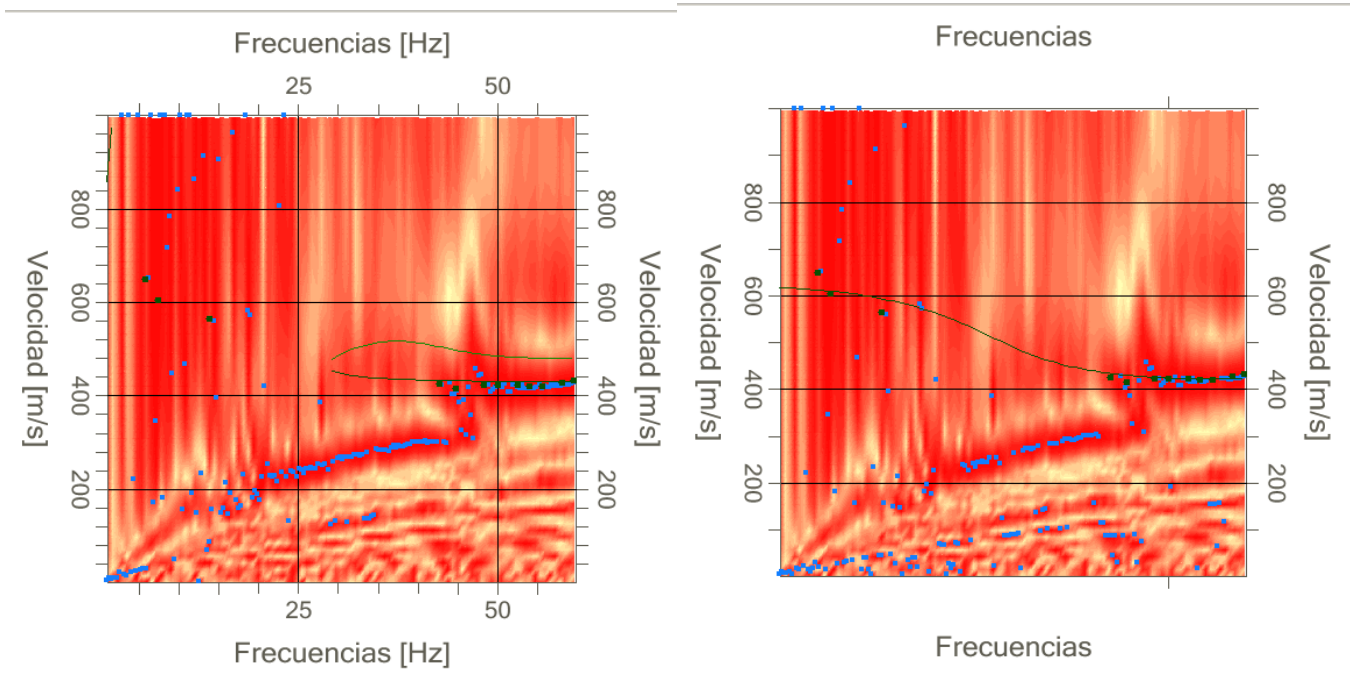 Frecuencias [Hz]
25 50
800 800
600 600
400 400
200 200
Velocidad [m/s]
Velocidad [m/s]
25 50
Frecuencias [Hz]
Frecuencias
800 800
600 600
400 400
200 200
Velocidad [m/s]
Velocidad [m/s]
Frecuencias